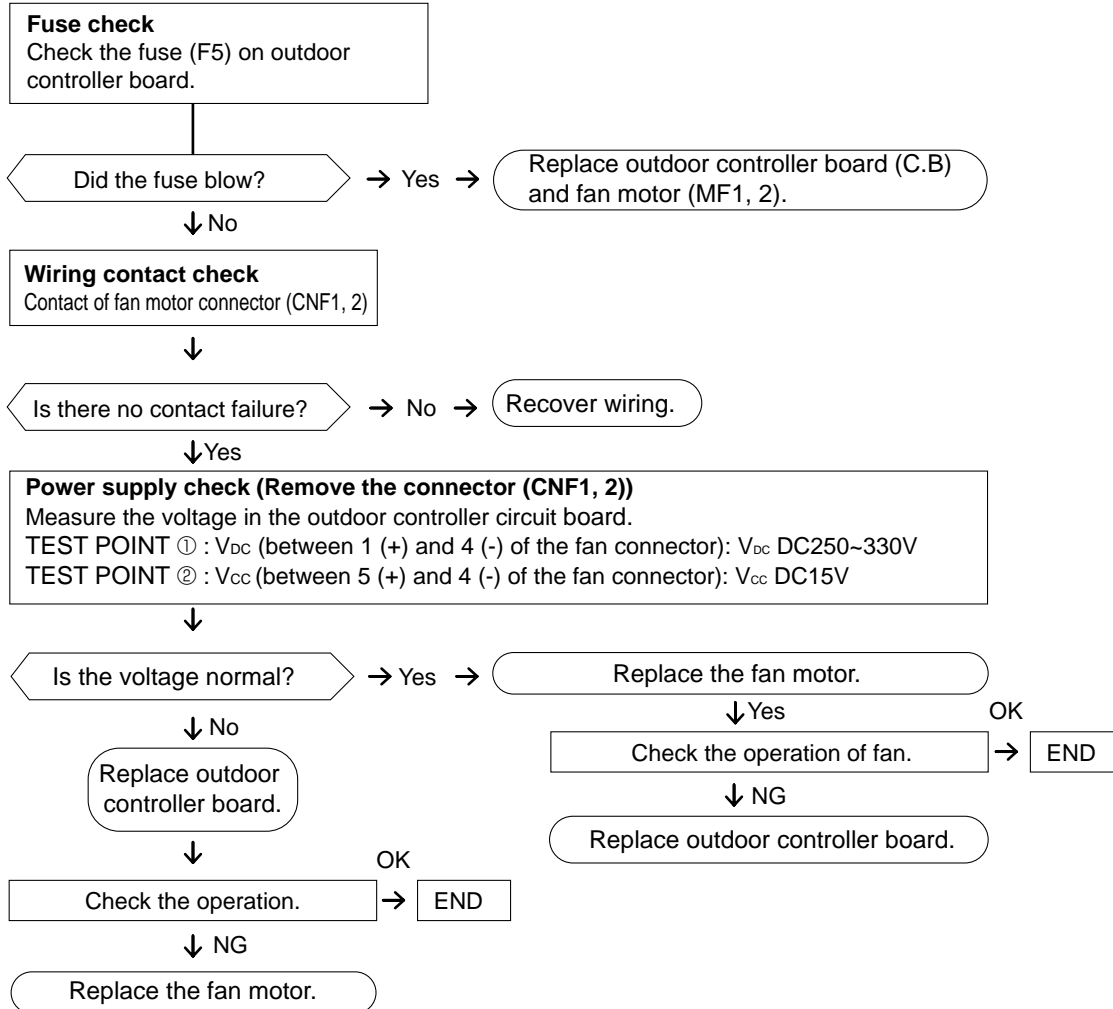 Fuse check
Check the fuse (F5) on outdoor
controller board.
Did the fuse blow?
Yes
Replace outdoor controller board (C.B)
and fan motor (MF1, 2).
No
Wiring contact check
Contact of fan motor connector (CNF1, 2)
Is there no contact failure?
No
Recover wiring.
Yes
Power supply check (Remove the connector (CNF1, 2))
Measure the voltage in the outdoor controller circuit board.
TEST POINT ① : VDC (between 1 (+) and 4 (-) of the fan connector): VDC DC250~330V
TEST POINT ② : VCC (between 5 (+) and 4 (-) of the fan connector): VCC DC15V
Is the voltage normal?
Yes
Replace the fan motor.
Yes
OK
Check the operation of fan.
END
NG
Replace outdoor controller board.
No
Replace outdoor
controller board.
OK
Check the operation.
END
NG
Replace the fan motor.